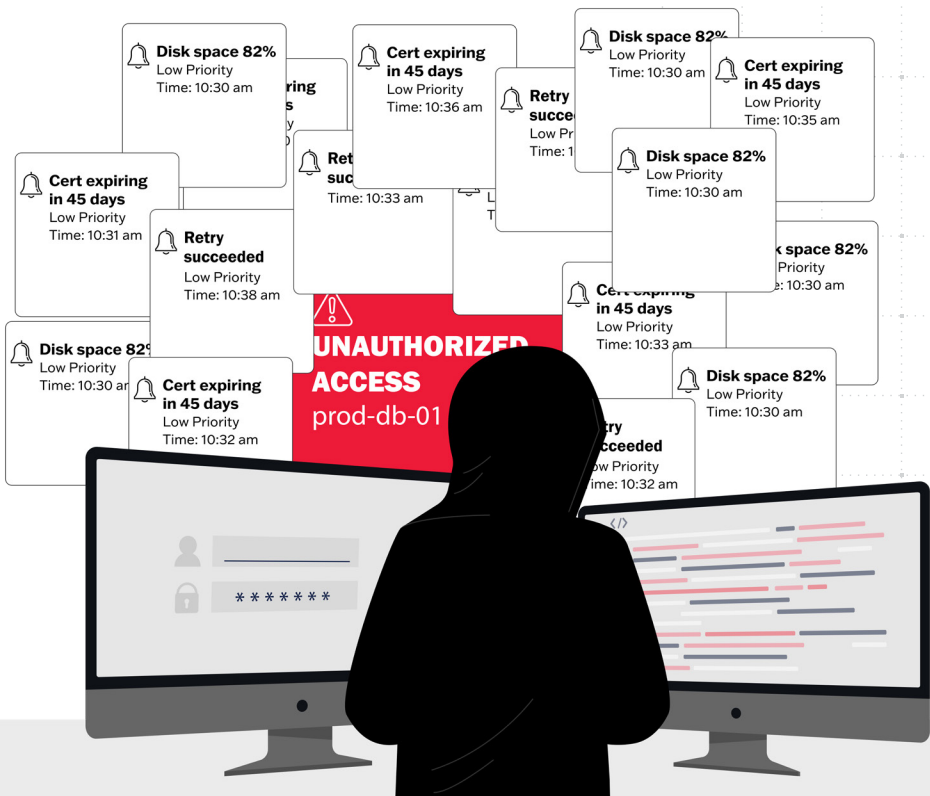 Disk space 82%
Low Priority
Time: 10:30 am
Cert expiring
in 45 days
Low Priority
Time: 10:36 am
Disk space 82%
Low Priority
Time: 10:30 am
Cert expiring
in 45 days
Low Priority
Time: 10:35 am
Retry
Disk space 82%
Low Priority
Time: 10:30 am
Time: 10:33 am
Cert expiring
in 45 days
Low Priority
Time: 10:31 am
Retry
succeeded
Low Priority
Time: 10:38 am
space 82%
Priority
10:30 am
Cert expiring
in 45 days
Low Priority
Time: 10:33 am
UNAUTHORIZED
ACCESS
prod-db-01
Disk space
Low Priority
Time: 10:30
Cert expiring
in 45 days
Low Priority
Time: 10:32 am
Disk space 82%
Low Priority
Time: 10:30 am
Priority
10:32 am
*******
</>